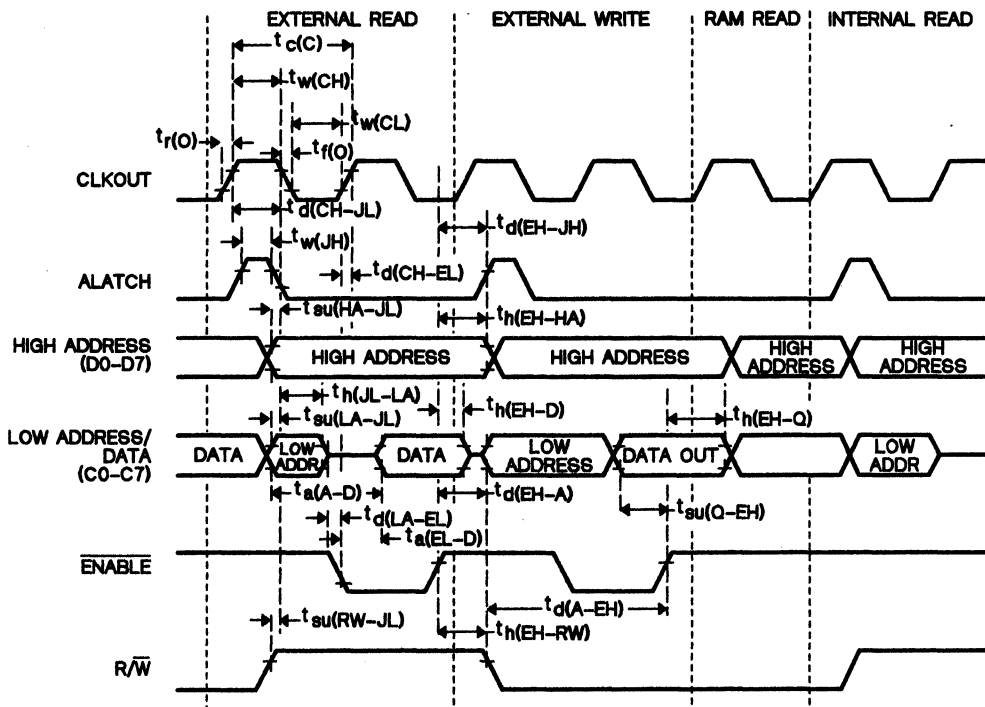 EXTERNAL READ
EXTERNAL WRITE
RAM READ
INTERNAL READ
tc(C)
tw(CH)
tw(CL)
tr(O)
tf(O)
CLKOUT
td(CH–JL)
td(EH–JH)
tw(JH)
td(CH–EL)
ALATCH
tsu(HA–JL)
th(EH–HA)
HIGH ADDRESS
(D0–D7)
HIGH ADDRESS
HIGH ADDRESS
HIGH
ADDRESS
HIGH
ADDRESS
th(JL–LA)
tsu(LA–JL)
th(EH–D)
th(EH–Q)
LOW ADDRESS/
DATA
(C0–C7)
DATA
LOW
ADDR
DATA
LOW
ADDRESS
DATA OUT
LOW
ADDR
ta(A–D)
td(EH–A)
tsu(Q–EH)
td(LA–EL)
ta(EL–D)
ENABLE
td(A–EH)
tsu(RW–JL)
th(EH–RW)
R/W